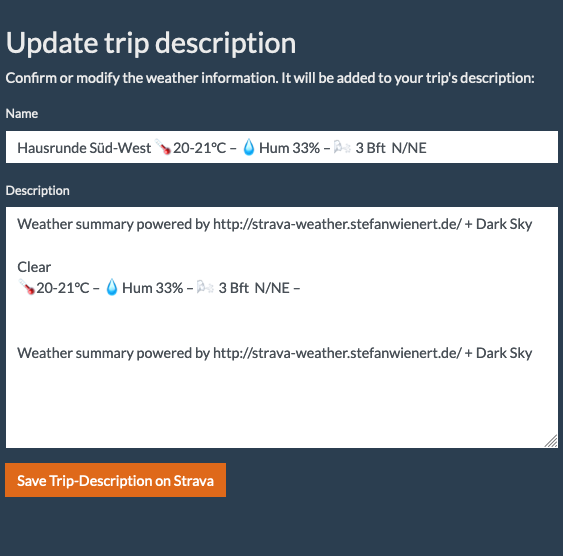 Update trip description
Confirm or modify the weather information. It will be added to your trip's description:
Name
Hausrunde Süd-West 🌡️20-21°C – 💧Hum 33% – 🌬️ 3 Bft N/NE
Description
Weather summary powered by http://strava-weather.stefanwienert.de/ + Dark Sky
Clear
🌡️20-21°C – 💧Hum 33% – 🌬️ 3 Bft N/NE –
Weather summary powered by http://strava-weather.stefanwienert.de/ + Dark Sky
Save Trip-Description on Strava